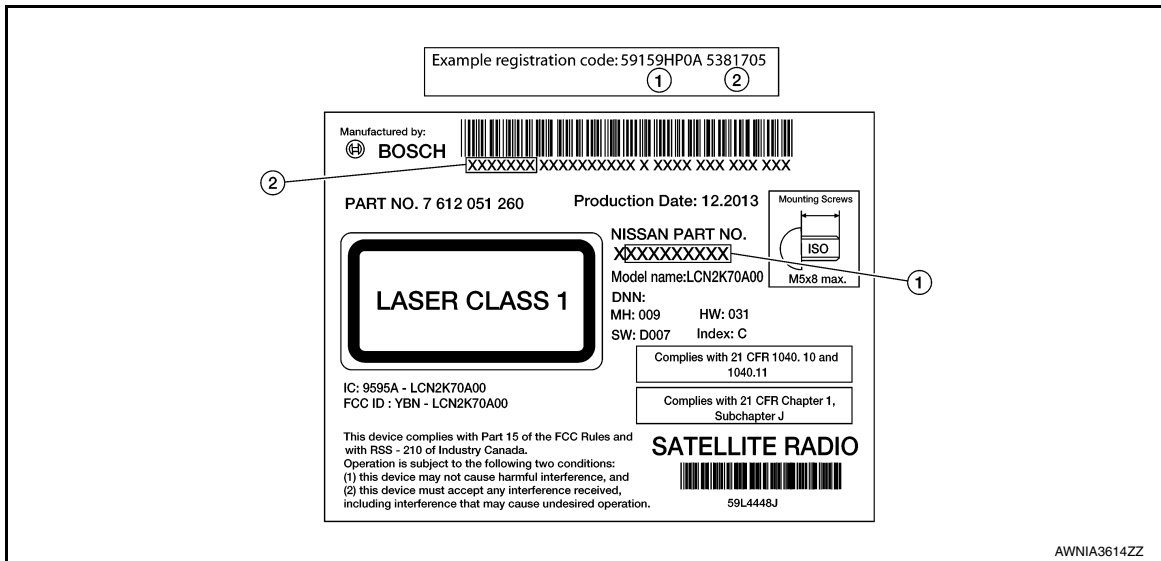 Example registration code: 59159HP0A 5381705
1 2
Manufactured by:
BOSCH
XXXXXXX XXXXXXXXXX X XXXX XXX XXX XXX
2
PART NO. 7 612 051 260
Production Date: 12.2013
Mounting Screws
ISO
M5x8 max.
NISSAN PART NO.
XXXXXXXXXX
1
Model name:LCN2K70A00
DNN:
MH: 009 HW: 031
SW: D007 Index: C
LASER CLASS 1
Complies with 21 CFR 1040. 10 and
1040.11
Complies with 21 CFR Chapter 1,
Subchapter J
IC: 9595A - LCN2K70A00
FCC ID : YBN - LCN2K70A00
This device complies with Part 15 of the FCC Rules and
with RSS - 210 of Industry Canada.
Operation is subject to the following two conditions:
(1) this device may not cause harmful interference, and
(2) this device must accept any interference received,
including interference that may cause undesired operation.
SATELLITE RADIO
59L4448J
AWNIA3614ZZ